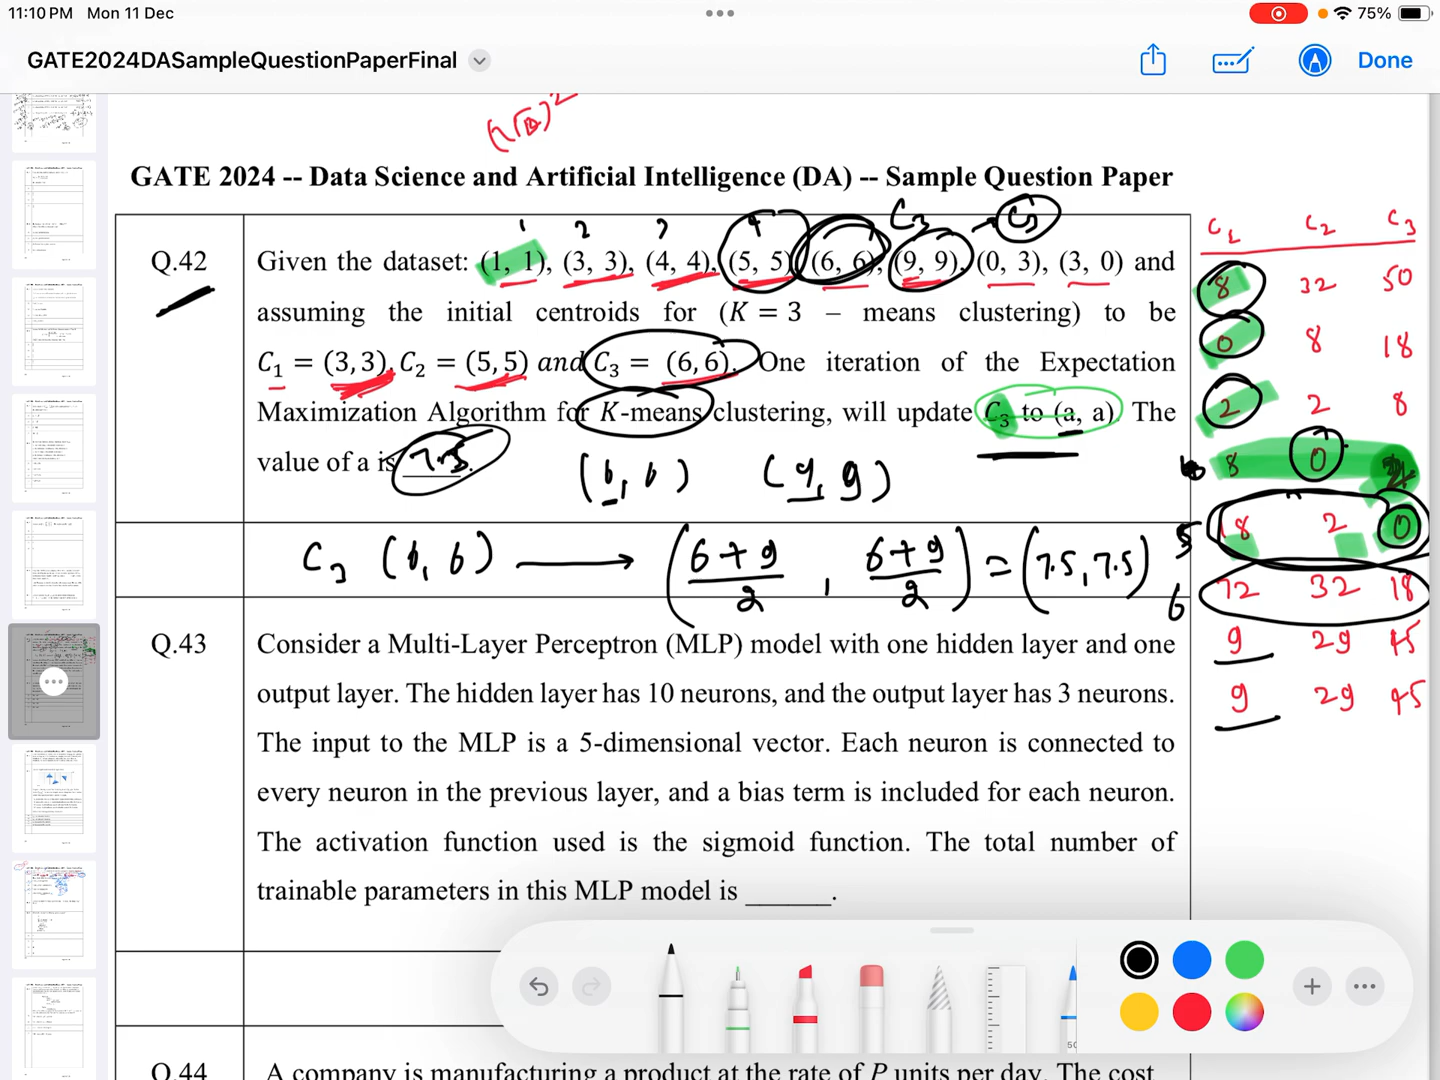 11:10 PM Mon 11 Dec
75%
GATE2024DASampleQuestionPaperFinal
Done
GATE 2024 -- Data Science and Artificial Intelligence (DA) -- Sample Question Paper
C3 C3
1 2 3 4
C1 C2 C3
Q.42
Given the dataset: (1, 1), (3, 3), (4, 4), (5, 5), (6, 6), (9, 9), (0, 3), (3, 0) and
assuming the initial centroids for (K = 3 – means clustering) to be
C1 = (3,3), C2 = (5,5) and C3 = (6,6). One iteration of the Expectation
Maximization Algorithm for K-means clustering, will update C3 to (a, a) The
value of a is 7.5.
(6, 6) (9, 9)
C3 (6, 6) → (6+9/2, 6+9/2) = (7.5, 7.5)
8 32 50
0 8 18
2 2 8
8 0 2
5 18 2 0
6 72 32 18
9 29 45
9 29 45
Q.43
Consider a Multi-Layer Perceptron (MLP) model with one hidden layer and one
output layer. The hidden layer has 10 neurons, and the output layer has 3 neurons.
The input to the MLP is a 5-dimensional vector. Each neuron is connected to
every neuron in the previous layer, and a bias term is included for each neuron.
The activation function used is the sigmoid function. The total number of
trainable parameters in this MLP model is ______.
Q.44
A company is manufacturing a product at the rate of P units per day. The cost